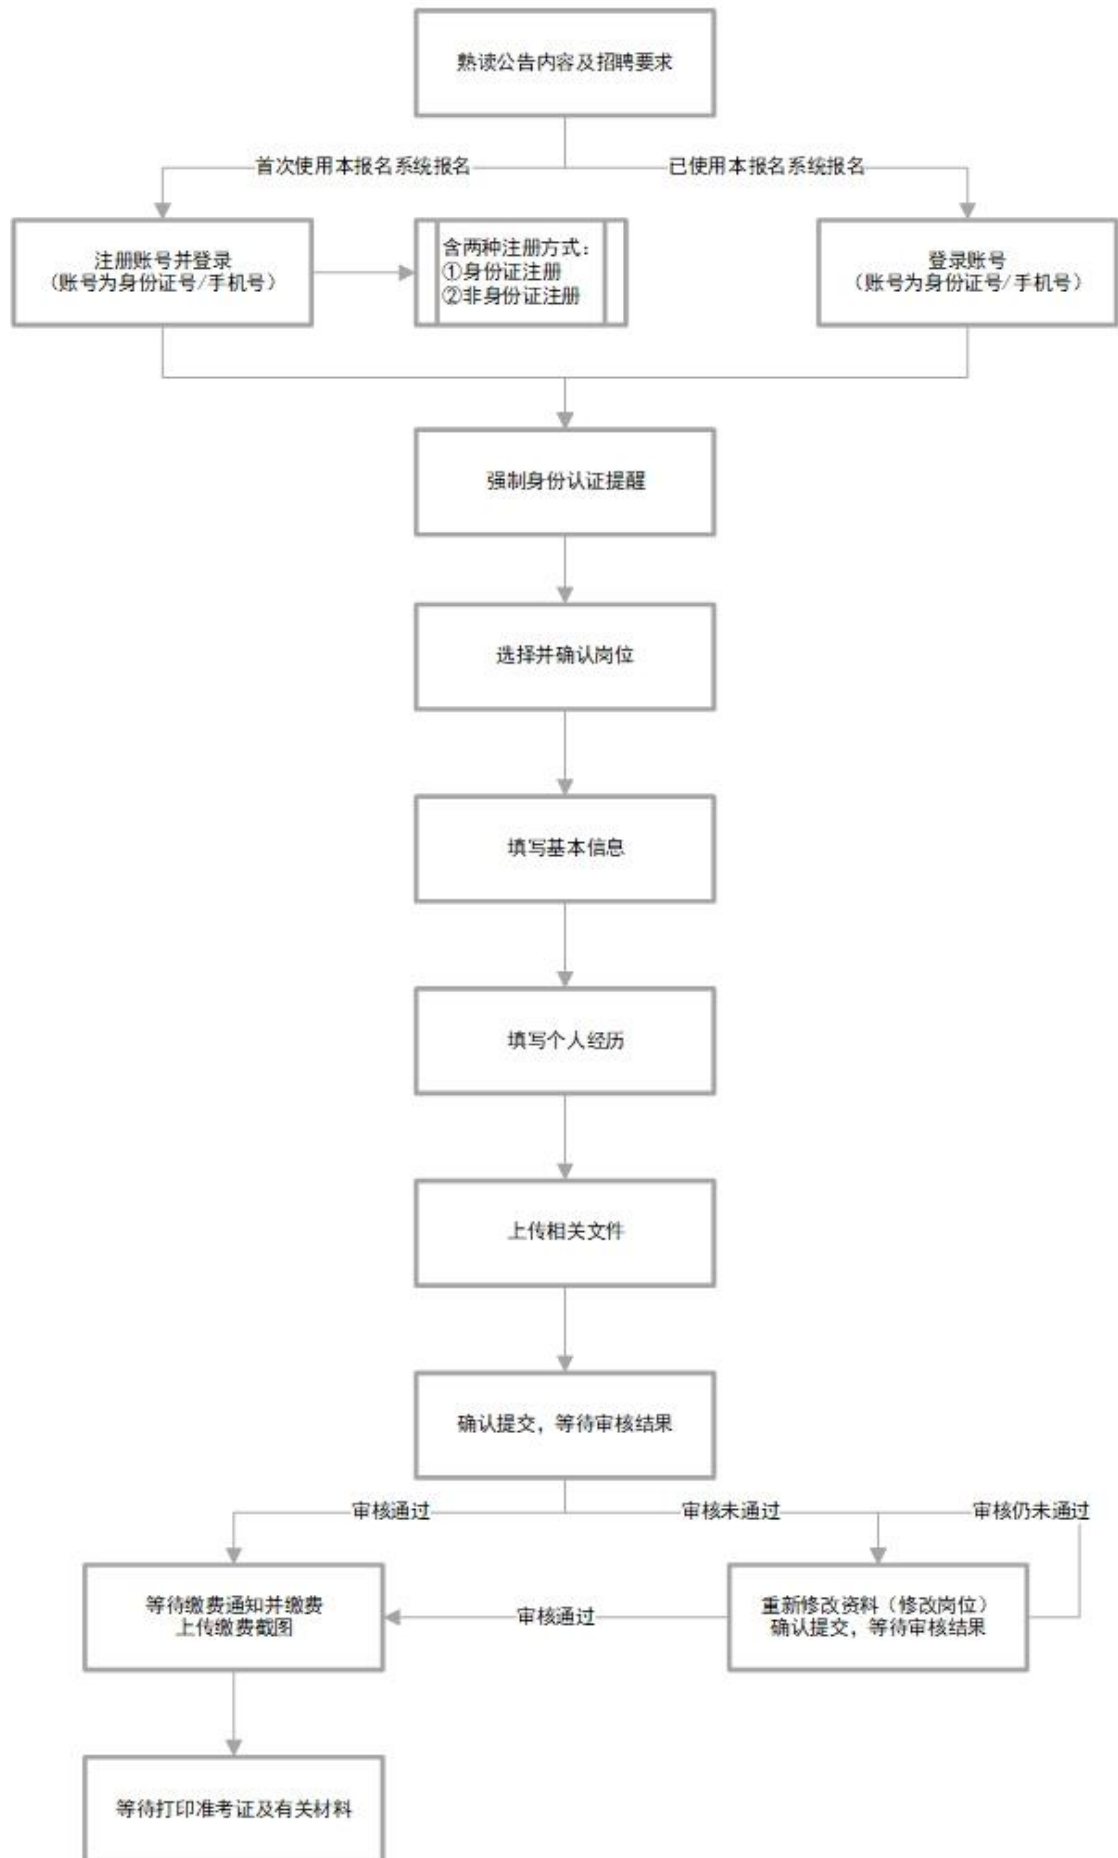 熟读公告内容及招聘要求
首次使用本报名系统报名
已使用本报名系统报名
注册账号并登录
（账号为身份证号/手机号）
含两种注册方式：
①身份证注册
②非身份证注册
登录账号
（账号为身份证号/手机号）
强制身份认证提醒
选择并确认岗位
填写基本信息
填写个人经历
上传相关文件
确认提交，等待审核结果
审核通过
审核未通过
审核仍未通过
等待缴费通知并缴费
上传缴费截图
审核通过
重新修改资料（修改岗位）
确认提交，等待审核结果
等待打印准考证及有关材料